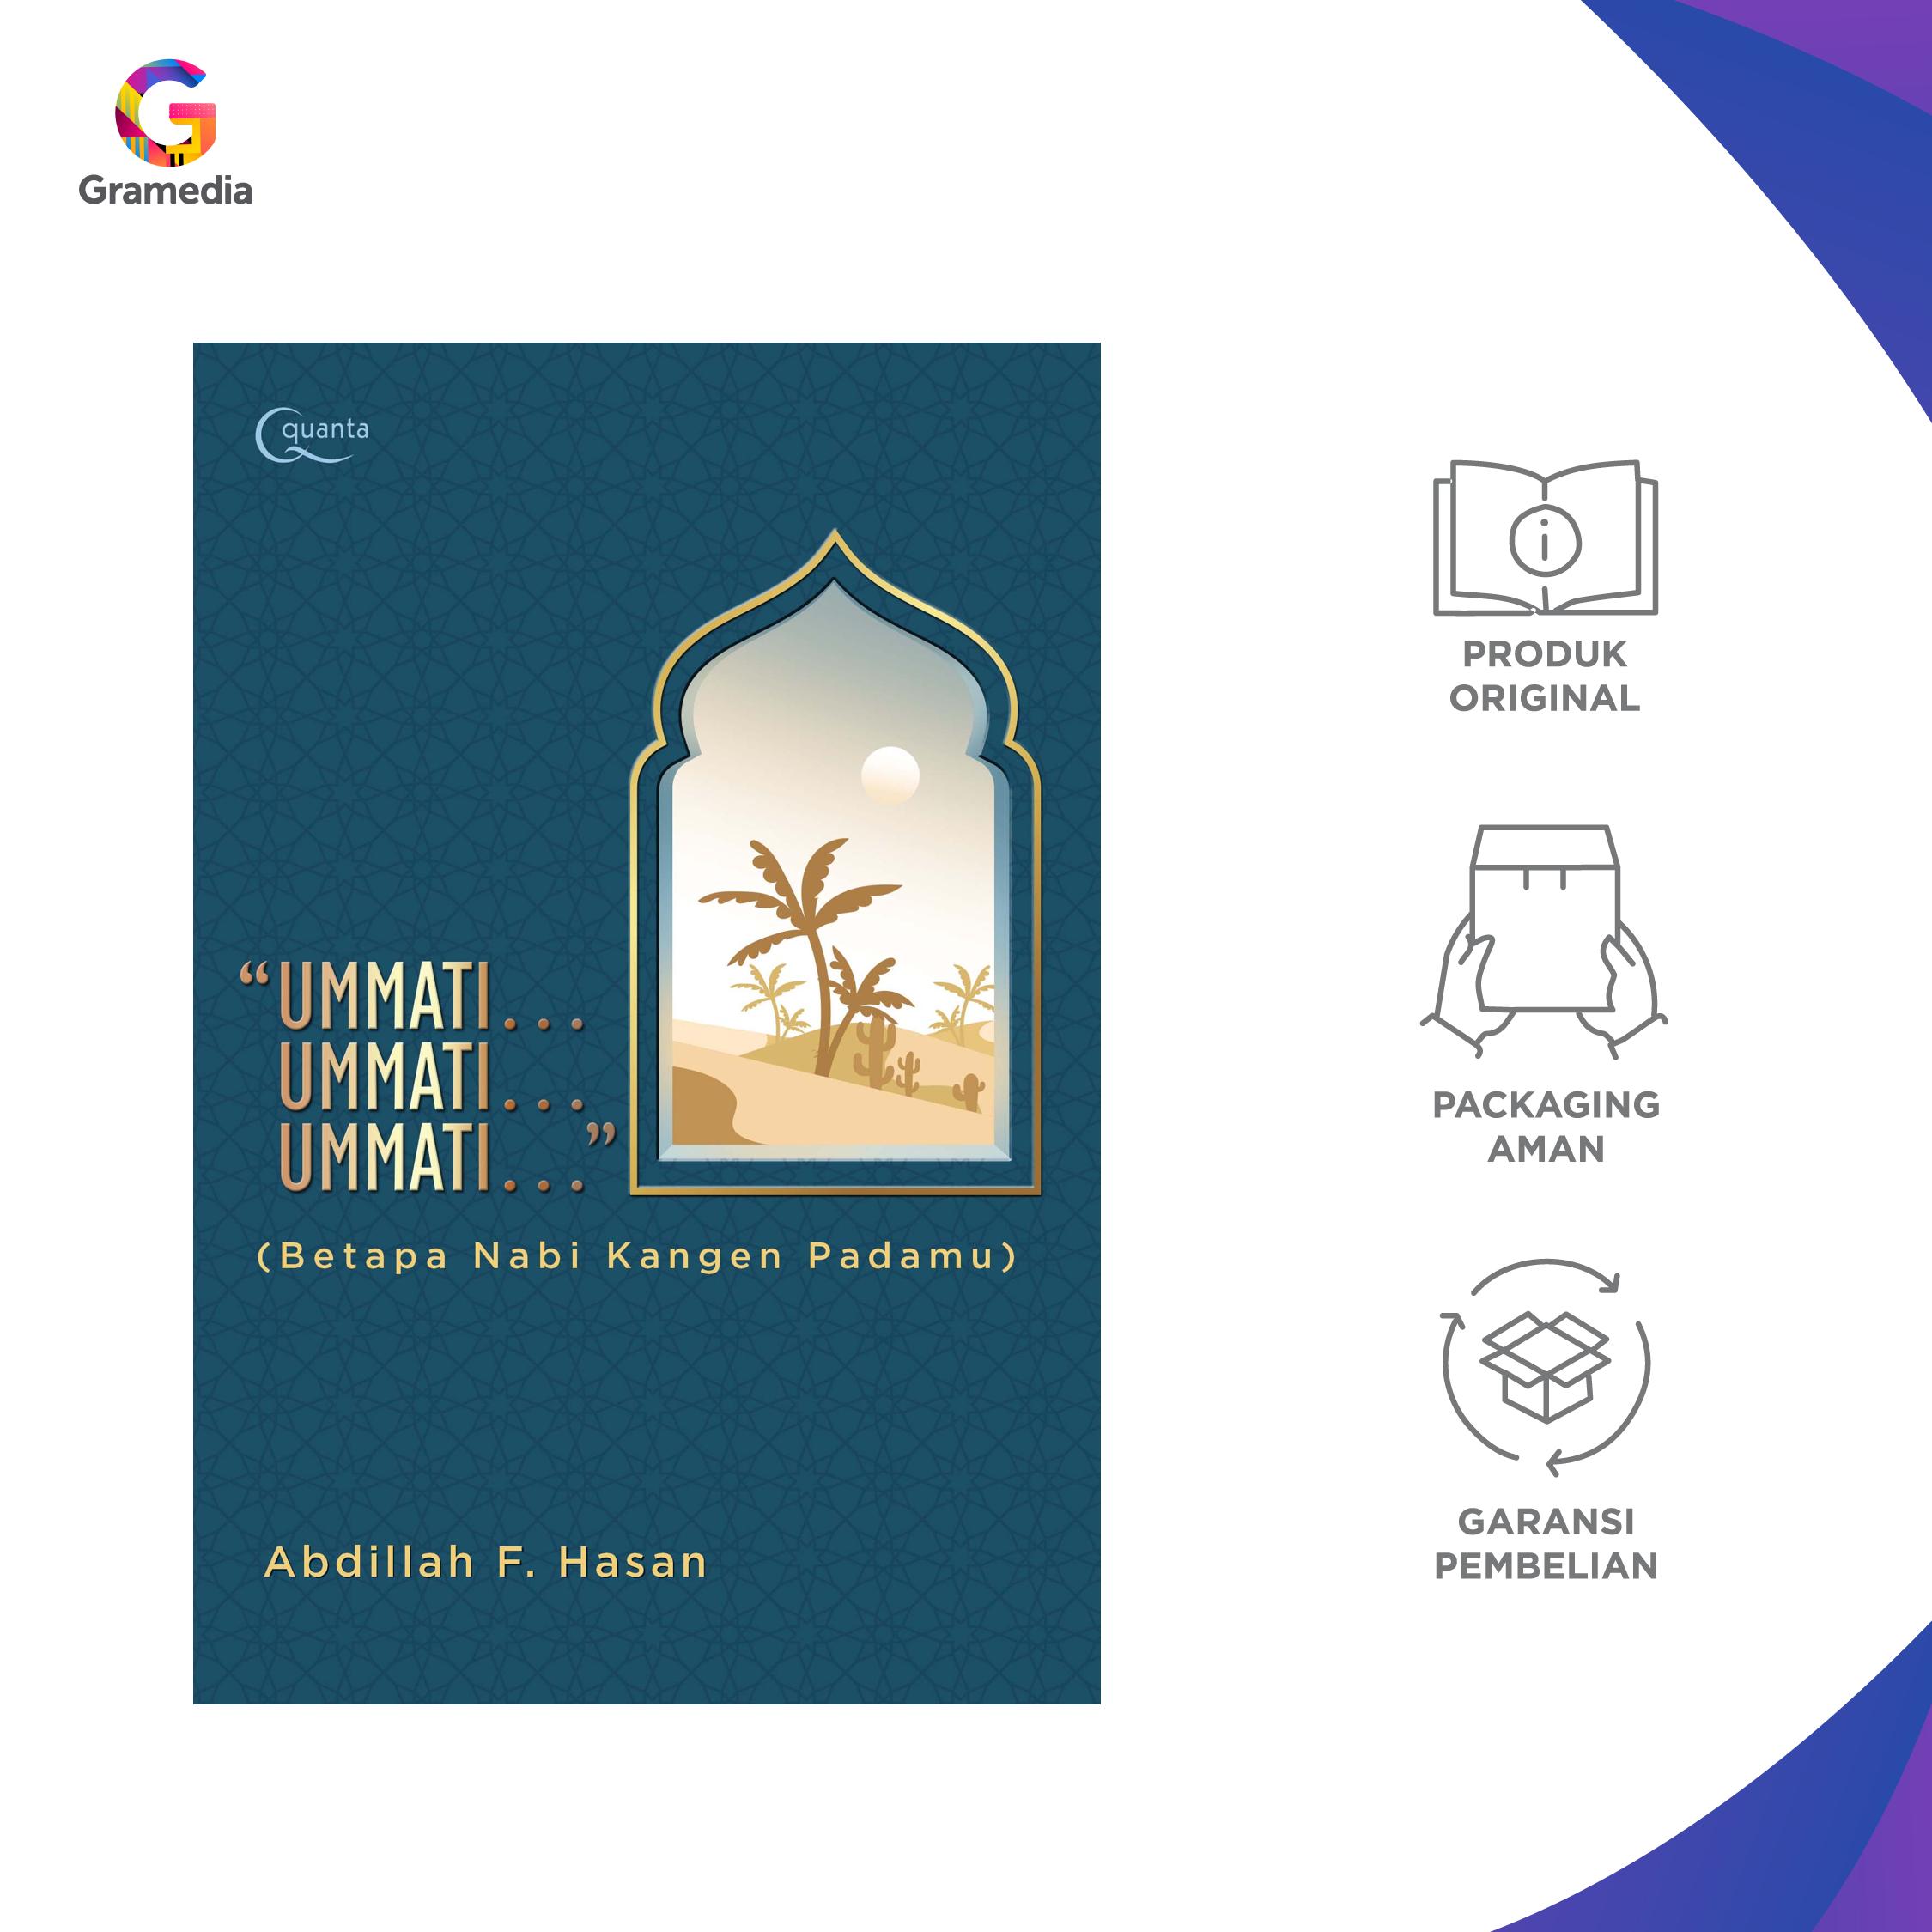 Gramedia
quanta
“UMMATI...
UMMATI...
UMMATI...”
(Betapa Nabi Kangen Padamu)
Abdillah F. Hasan
PRODUK
ORIGINAL
PACKAGING
AMAN
GARANSI
PEMBELIAN